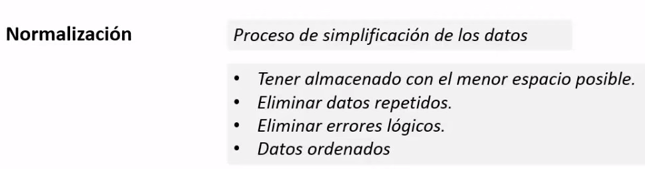 Normalización
Proceso de simplificación de los datos
• Tener almacenado con el menor espacio posible.
• Eliminar datos repetidos.
• Eliminar errores lógicos.
• Datos ordenados